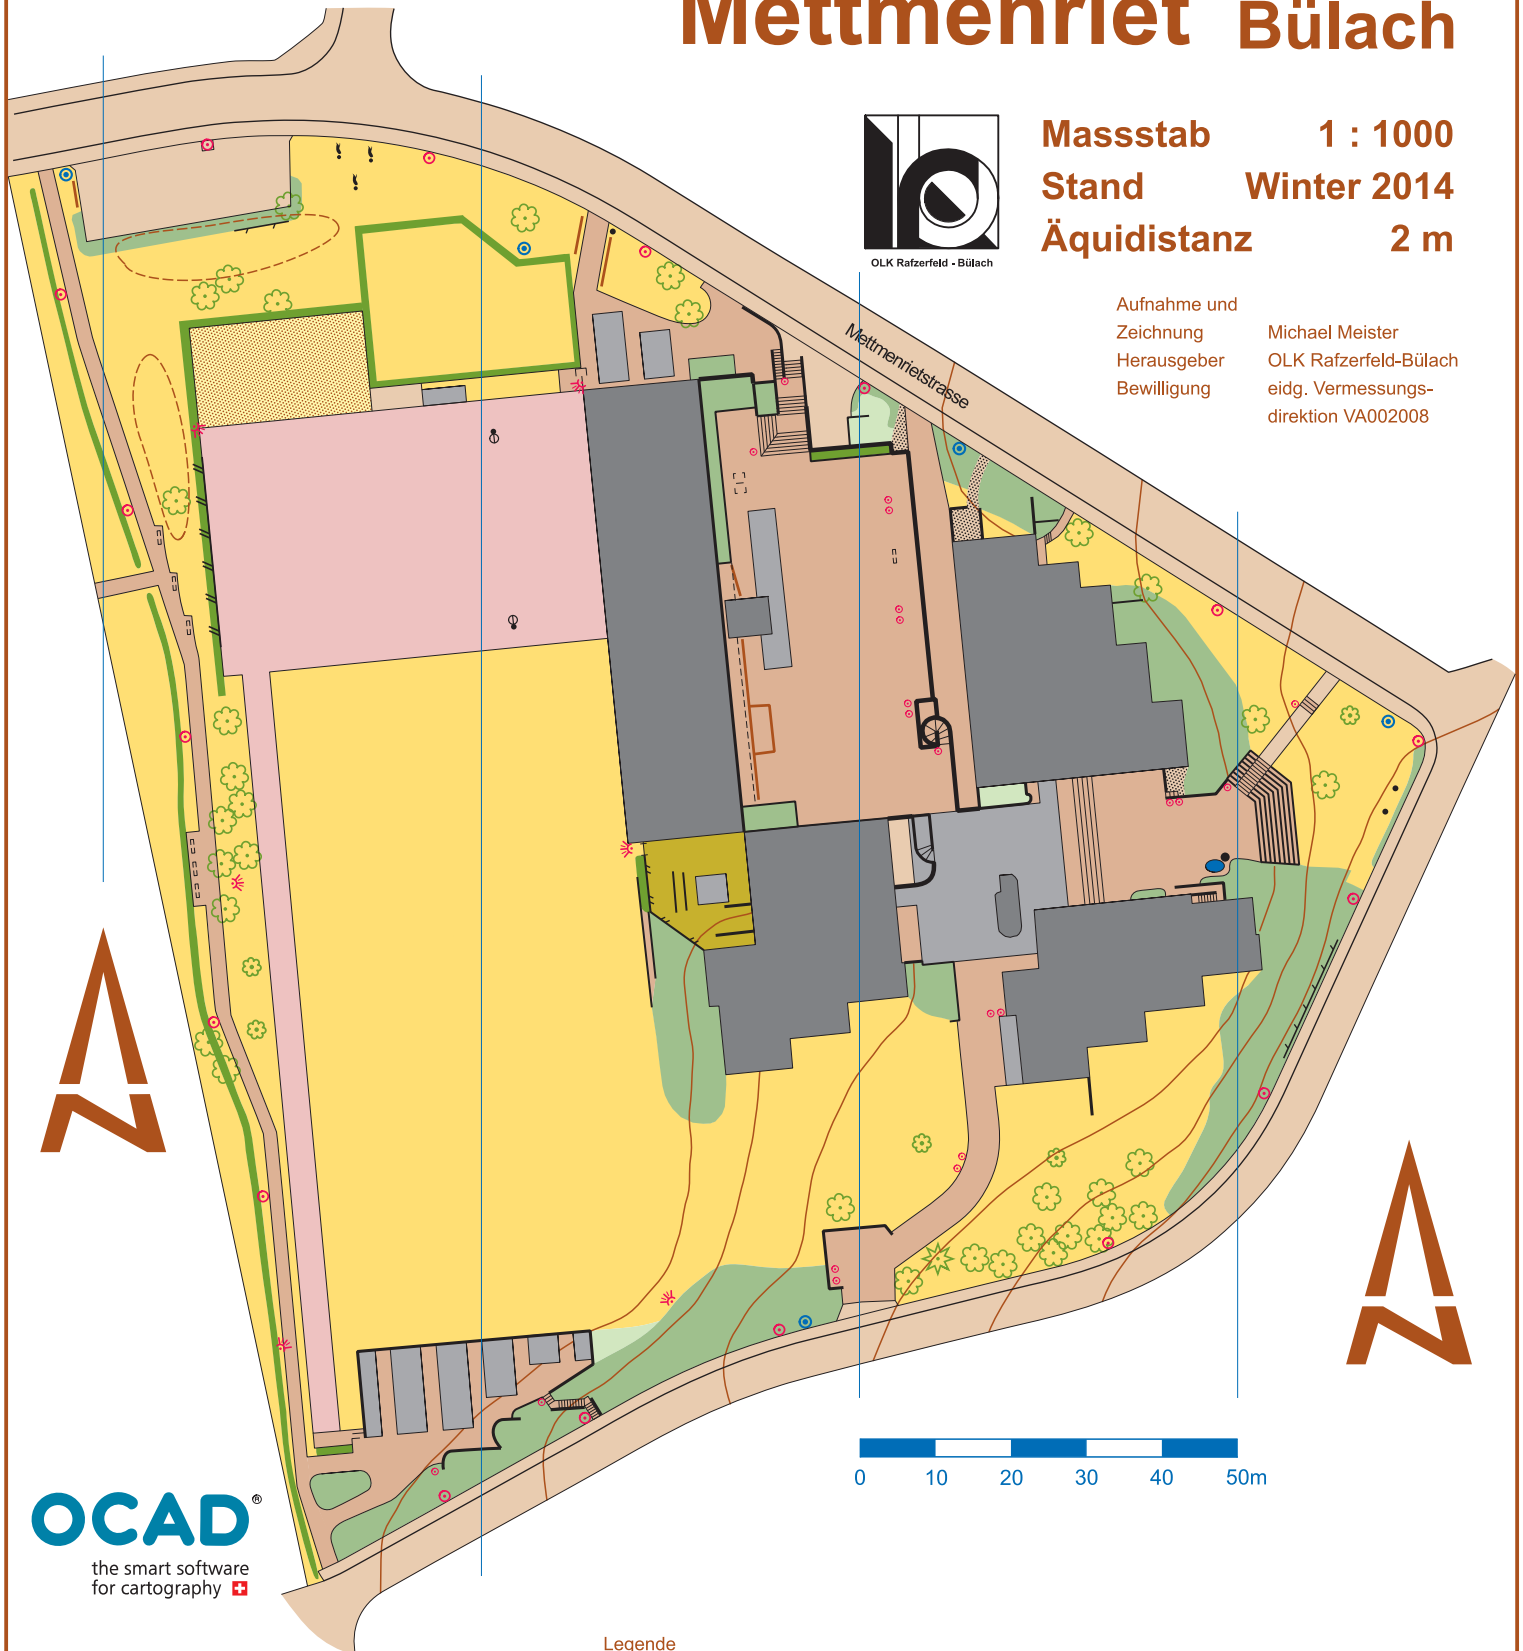 Mettmenriet Bülach
Massstab 1 : 1000
Stand Winter 2014
Äquidistanz 2 m
OLK Rafzerfeld - Bülach
Aufnahme und
Zeichnung Michael Meister
Herausgeber OLK Rafzerfeld-Bülach
Bewilligung eidg. Vermessungs-
direktion VA002008
Mettmenrietstrasse
0 10 20 30 40 50m
OCAD®
the smart software
for cartography
Legende